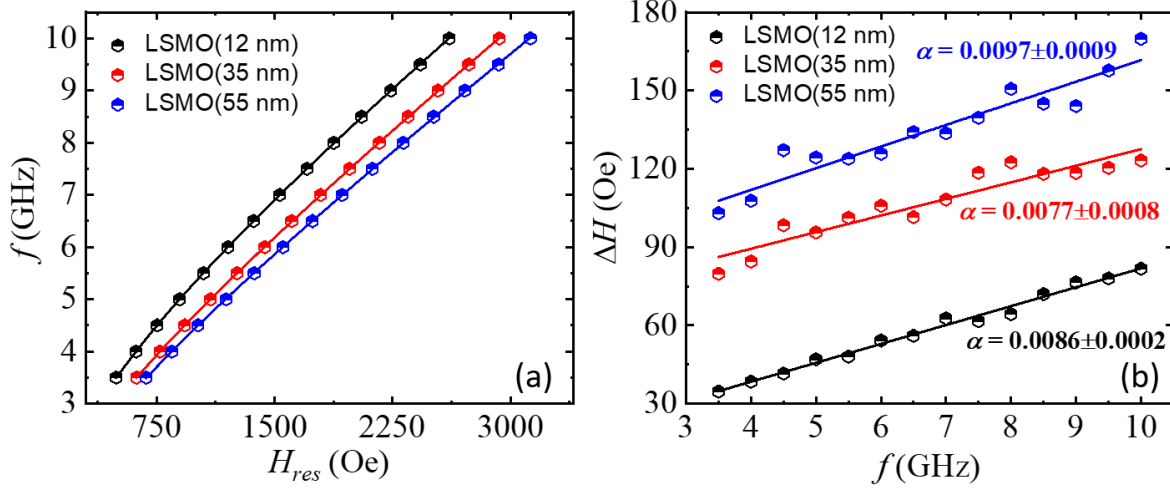 10
9
8
7
6
5
4
3
f (GHz)
LSMO(12 nm)
LSMO(35 nm)
LSMO(55 nm)
(a)
750 1500 2250 3000
H_res (Oe)
180
150
120
90
60
30
ΔH (Oe)
LSMO(12 nm)
LSMO(35 nm)
LSMO(55 nm)
α = 0.0097±0.0009
α = 0.0077±0.0008
α = 0.0086±0.0002
(b)
3 4 5 6 7 8 9 10
f (GHz)